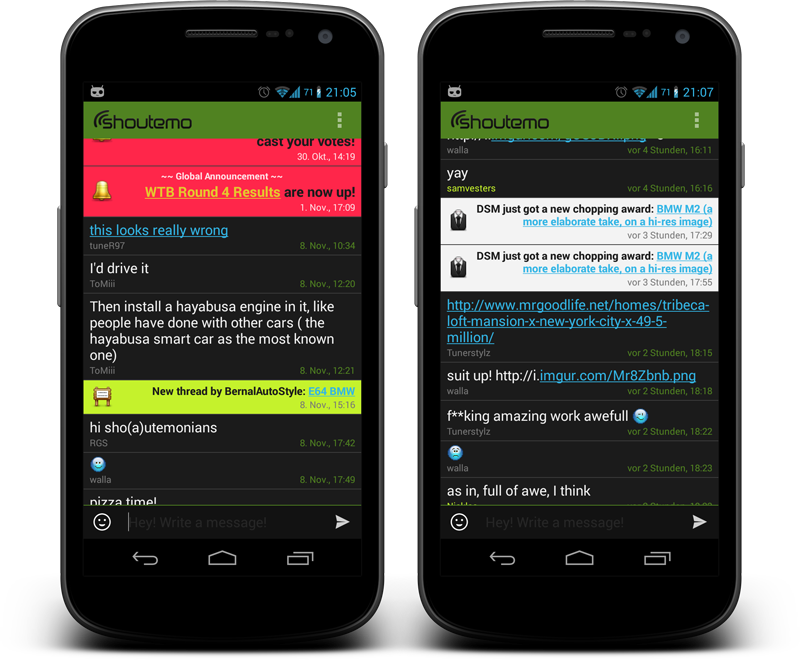 71 21:05
shoutemo
cast your votes!
30. Okt., 14:19
~~ Global Announcement ~~
WTB Round 4 Results are now up!
1. Nov., 17:09
this looks really wrong
tuneR97 8. Nov., 10:34
I'd drive it
ToMiii 8. Nov., 12:20
Then install a hayabusa engine in it, like
people have done with other cars ( the
hayabusa smart car as the most known
one)
ToMiii 8. Nov., 12:21
New thread by BernalAutoStyle: E64 BMW
8. Nov., 15:16
hi sho(a)utemonians
RGS 8. Nov., 17:42
walla 8. Nov., 17:49
pizza time!
Hey! Write a message!
71 21:07
shoutemo
walla vor 4 Stunden, 16:11
yay
samvesters vor 4 Stunden, 16:16
DSM just got a new chopping award: BMW M2 (a
more elaborate take, on a hi-res image)
vor 3 Stunden, 17:29
DSM just got a new chopping award: BMW M2 (a
more elaborate take, on a hi-res image)
vor 3 Stunden, 17:55
http://www.mrgoodlife.net/homes/tribeca-
loft-mansion-x-new-york-city-x-49-5-
million/
Tunerstylz vor 2 Stunden, 18:15
suit up! http://i.imgur.com/Mr8Zbnb.png
walla vor 2 Stunden, 18:18
f**king amazing work awefull
Tunerstylz vor 2 Stunden, 18:22
walla vor 2 Stunden, 18:23
as in, full of awe, I think
Hey! Write a message!